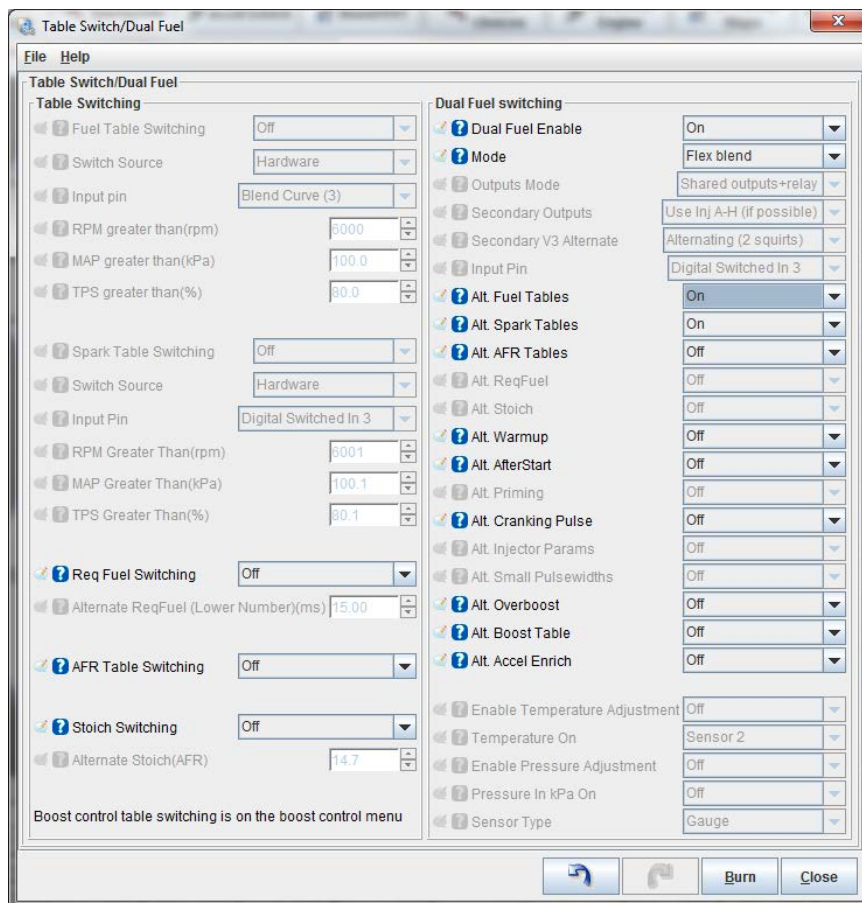 Table Switch/Dual Fuel
File Help
Table Switch/Dual Fuel
Table Switching
Fuel Table Switching Off
Switch Source Hardware
Input pin Blend Curve (3)
RPM greater than(rpm) 6000
MAP greater than(kPa) 100.0
TPS greater than(%) 80.0
Spark Table Switching Off
Switch Source Hardware
Input Pin Digital Switched In 3
RPM Greater Than(rpm) 6001
MAP Greater Than(kPa) 100.1
TPS Greater Than(%) 80.1
Req Fuel Switching Off
Alternate ReqFuel (Lower Number)(ms) 15.00
AFR Table Switching Off
Stoich Switching Off
Alternate Stoich(AFR) 14.7
Boost control table switching is on the boost control menu
Dual Fuel switching
Dual Fuel Enable On
Mode Flex blend
Outputs Mode Shared outputs+relay
Secondary Outputs Use Inj A-H (if possible)
Secondary V3 Alternate Alternating (2 squirts)
Input Pin Digital Switched In 3
Alt. Fuel Tables On
Alt. Spark Tables On
Alt. AFR Tables Off
Alt. ReqFuel Off
Alt. Stoich Off
Alt. Warmup Off
Alt. AfterStart Off
Alt. Priming Off
Alt. Cranking Pulse Off
Alt. Injector Params Off
Alt. Small Pulsewidths Off
Alt. Overboost Off
Alt. Boost Table Off
Alt. Accel Enrich Off
Enable Temperature Adjustment Off
Temperature On Sensor 2
Enable Pressure Adjustment Off
Pressure In kPa On Off
Sensor Type Gauge
Burn Close